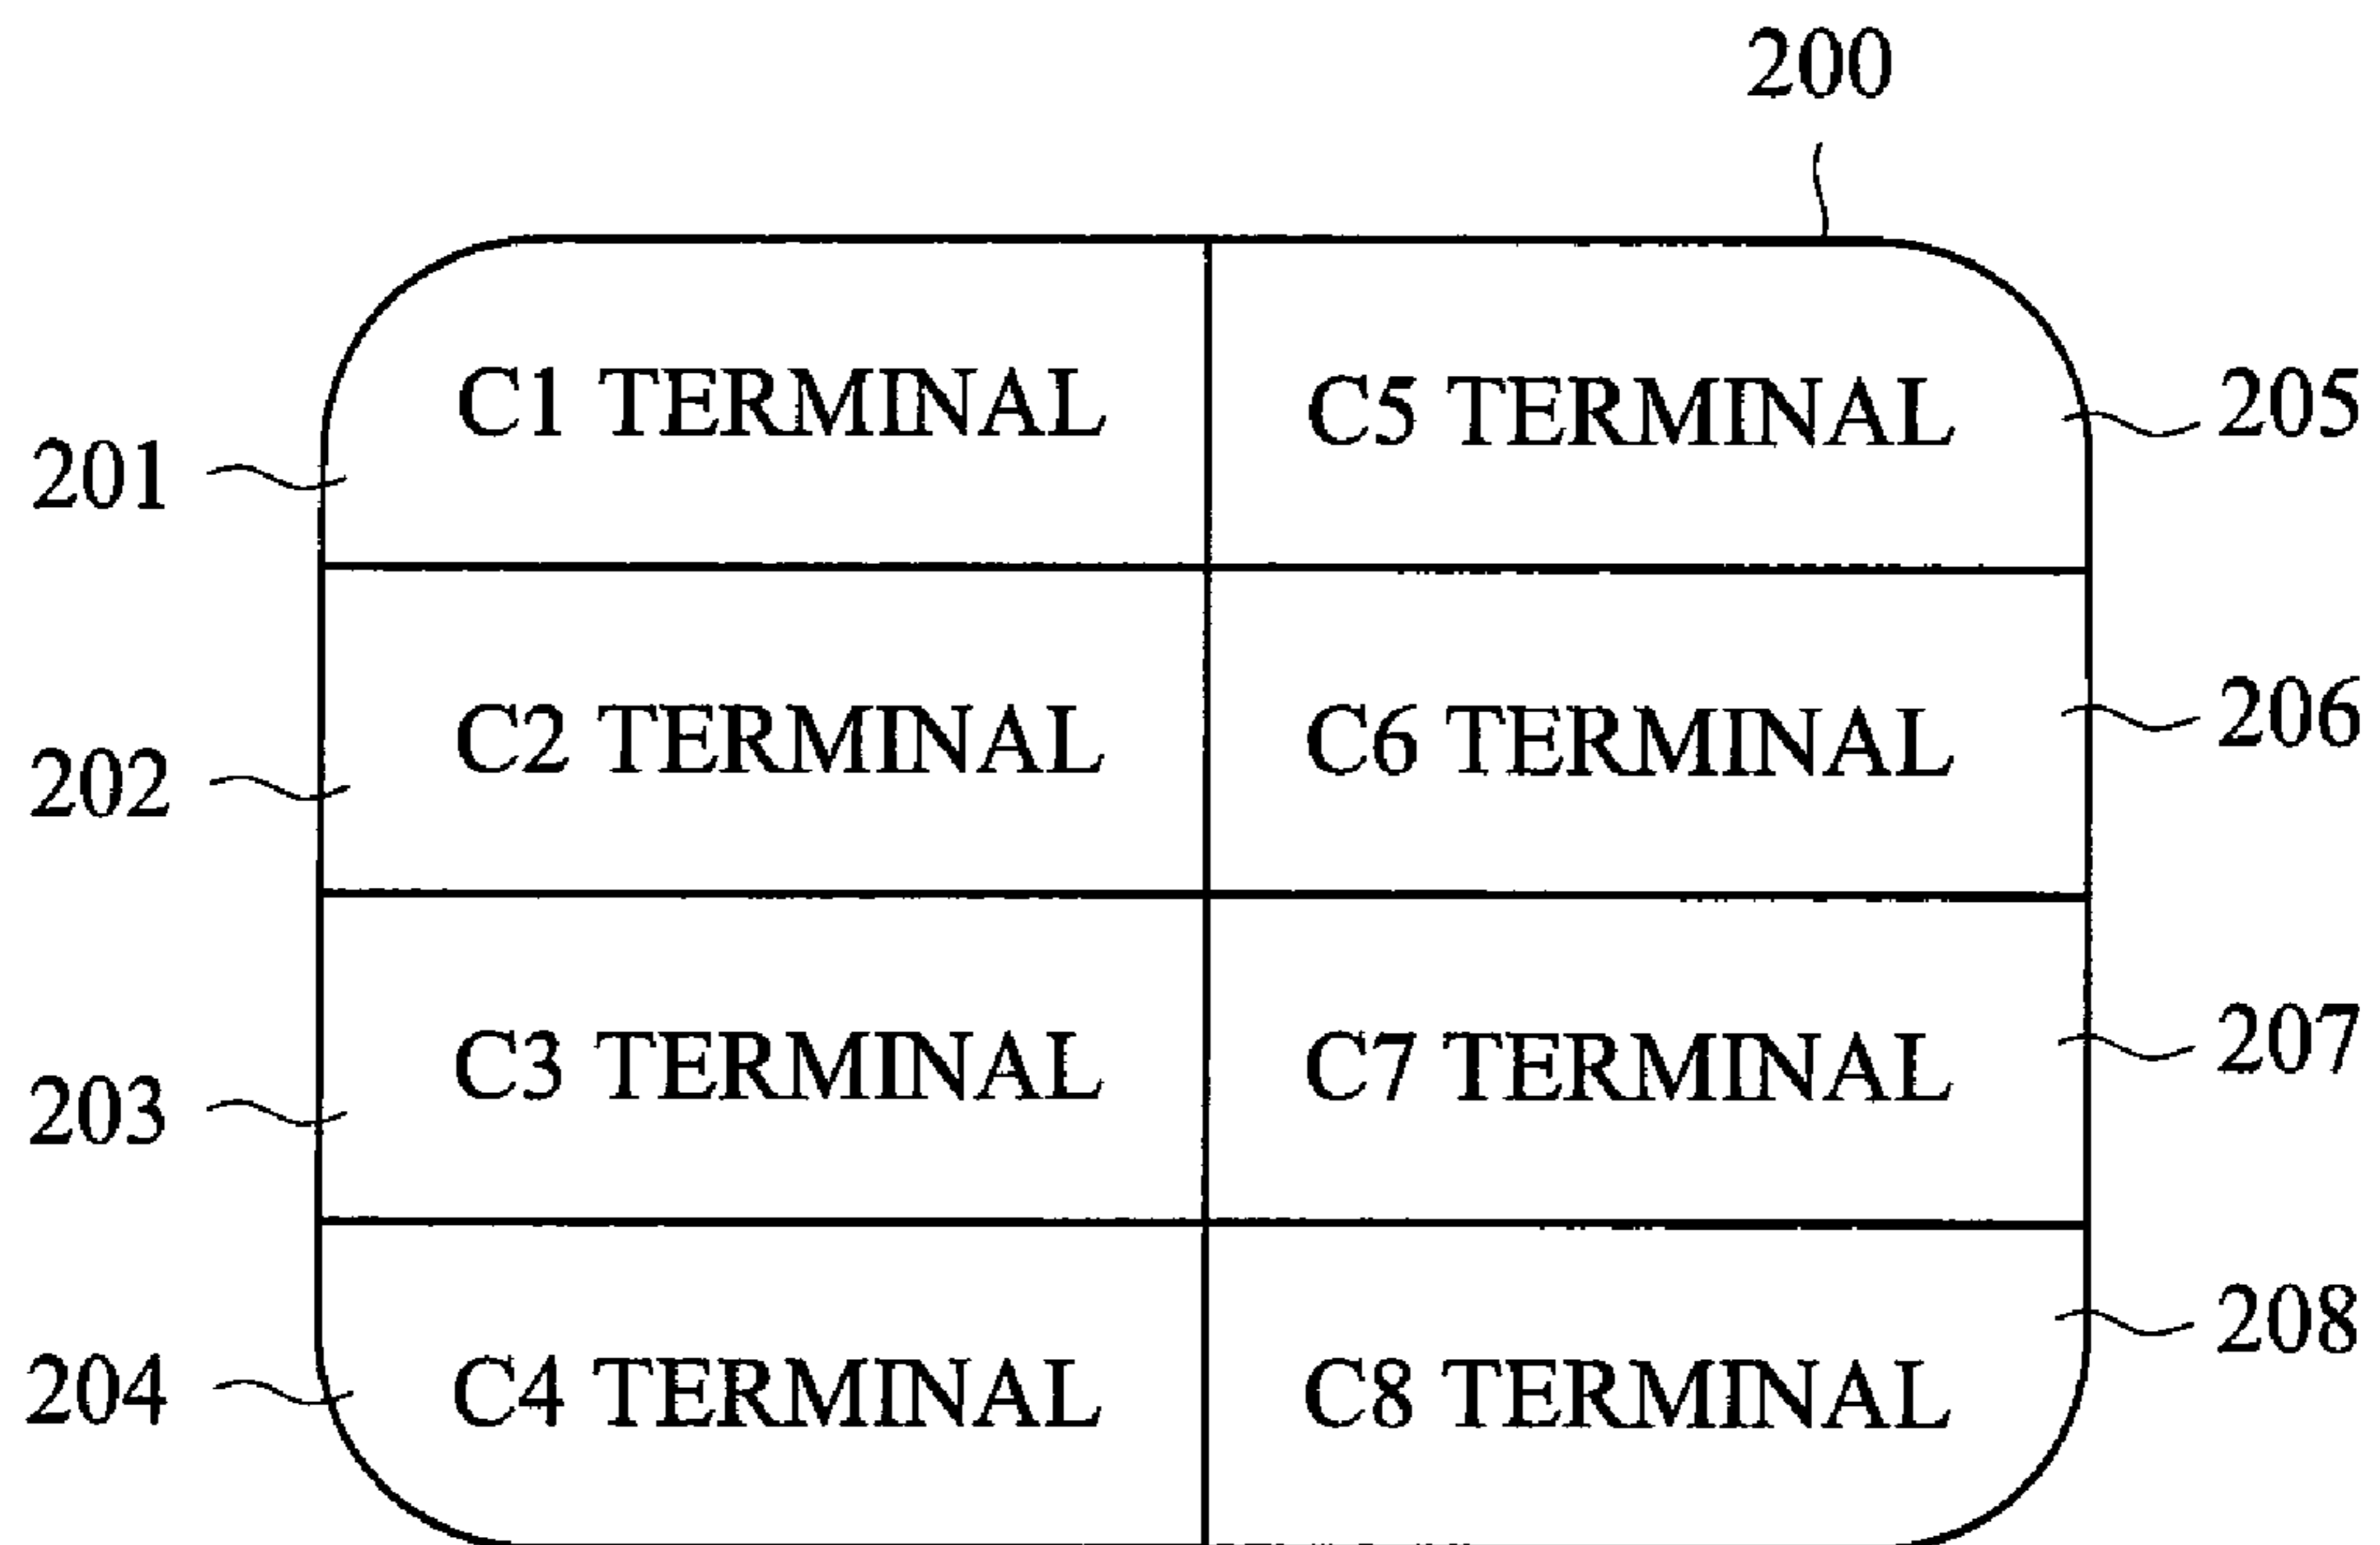 200
C1 TERMINAL C5 TERMINAL 205
201
C2 TERMINAL C6 TERMINAL 206
202
C3 TERMINAL C7 TERMINAL 207
203
208
204 C4 TERMINAL C8 TERMINAL